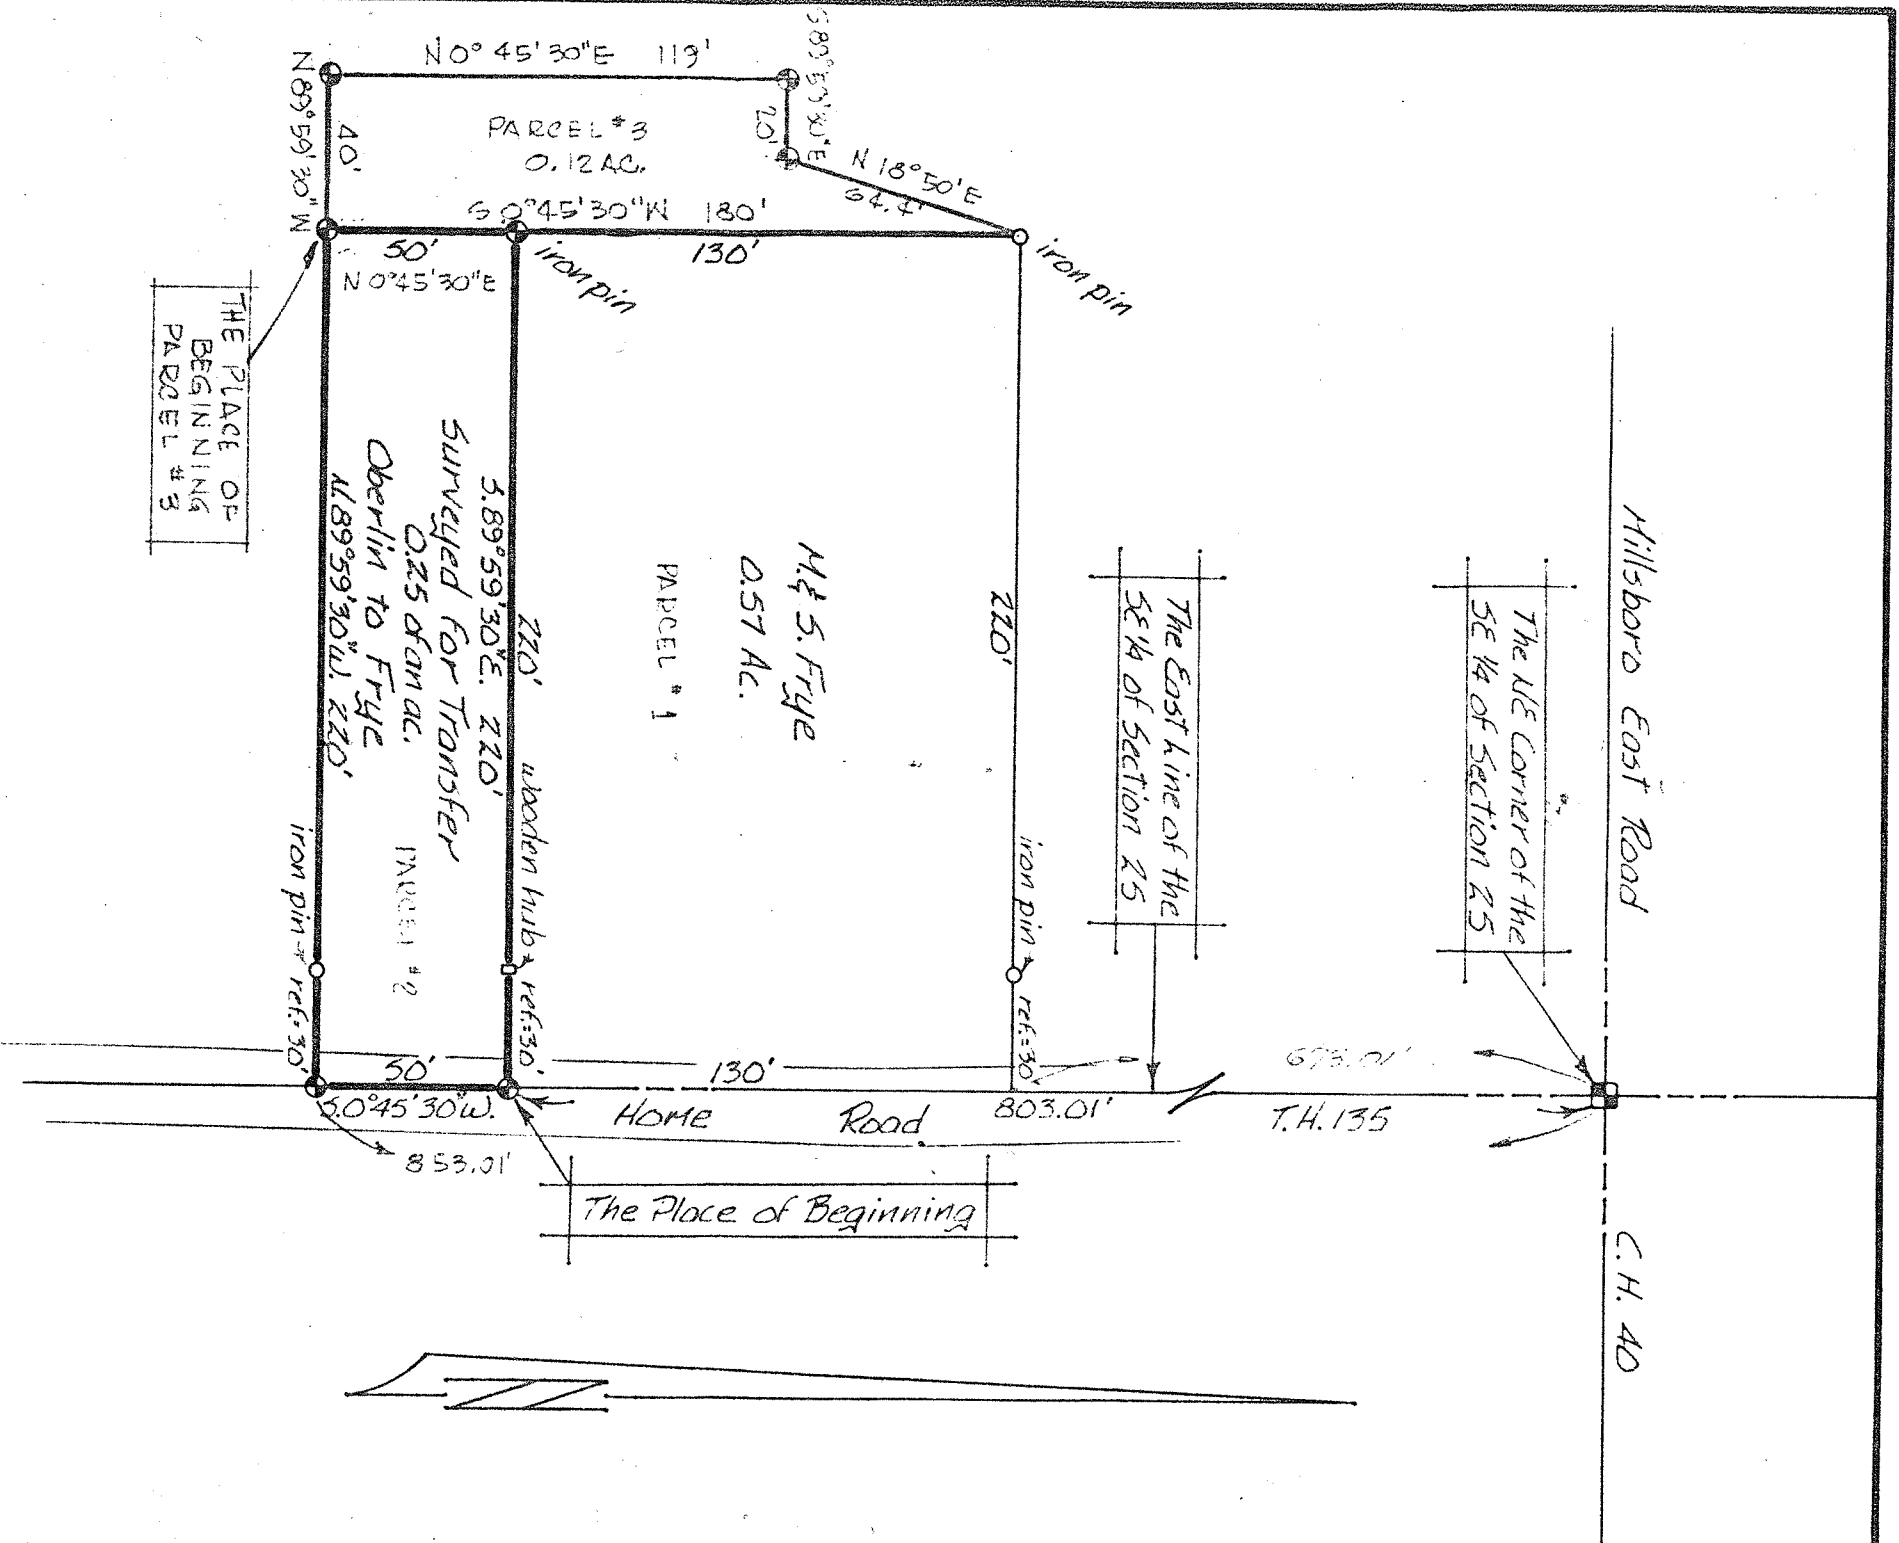 N 0° 45' 30" E 119'
S 89° 59' 30" E
20'
N 18° 50' E
64.4'
PARCEL #3
0.12 AC.
N 89° 59' 30" W
40'
S 0° 45' 30" W 180'
50'
130'
N 0° 45' 30" E
iron pin
iron pin
THE PLACE OF
BEGINNING
PARCEL #3
M. & S. Frye
0.57 Ac.
PARCEL #1
220'
220'
S. 89° 59' 30" E. 220'
Surveyed for Transfer
0.25 of an ac.
Oberlin to Frye
N. 89° 59' 30" W. 220'
PARCEL #2
iron pin
ref. = 30'
wooden hub
ref. = 30'
iron pin
ref. = 30'
The East Line of the
SE 1/4 of Section 25
The NE Corner of the
SE 1/4 of Section 25
Millsboro East Road
C.H. 40
50'
130'
673.01'
S. 0° 45' 30" W.
Home Road
803.01'
T.H. 135
853.01'
The Place of Beginning
N